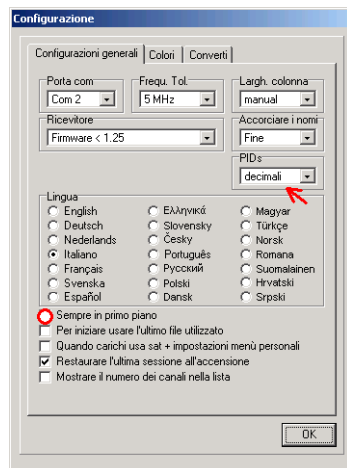 Configurazione
Configurazioni generali Colori Converti
Porta com Frequ. Tol. Largh. colonna
Com 2 5 MHz manual
Ricevitore Accorciare i nomi
Firmware < 1.25 Fine
PIDs
decimali
Lingua
English Ελληνικά Magyar
Deutsch Slovensky Türkçe
Nederlands Česky Norsk
Italiano Português Romana
Français Русский Suomalainen
Svenska Polski Hrvatski
Español Dansk Srpski
Sempre in primo piano
Per iniziare usare l'ultimo file utilizzato
Quando carichi usa sat + impostazioni menù personali
Restaurare l'ultima sessione all'accensione
Mostrare il numero dei canali nella lista
OK